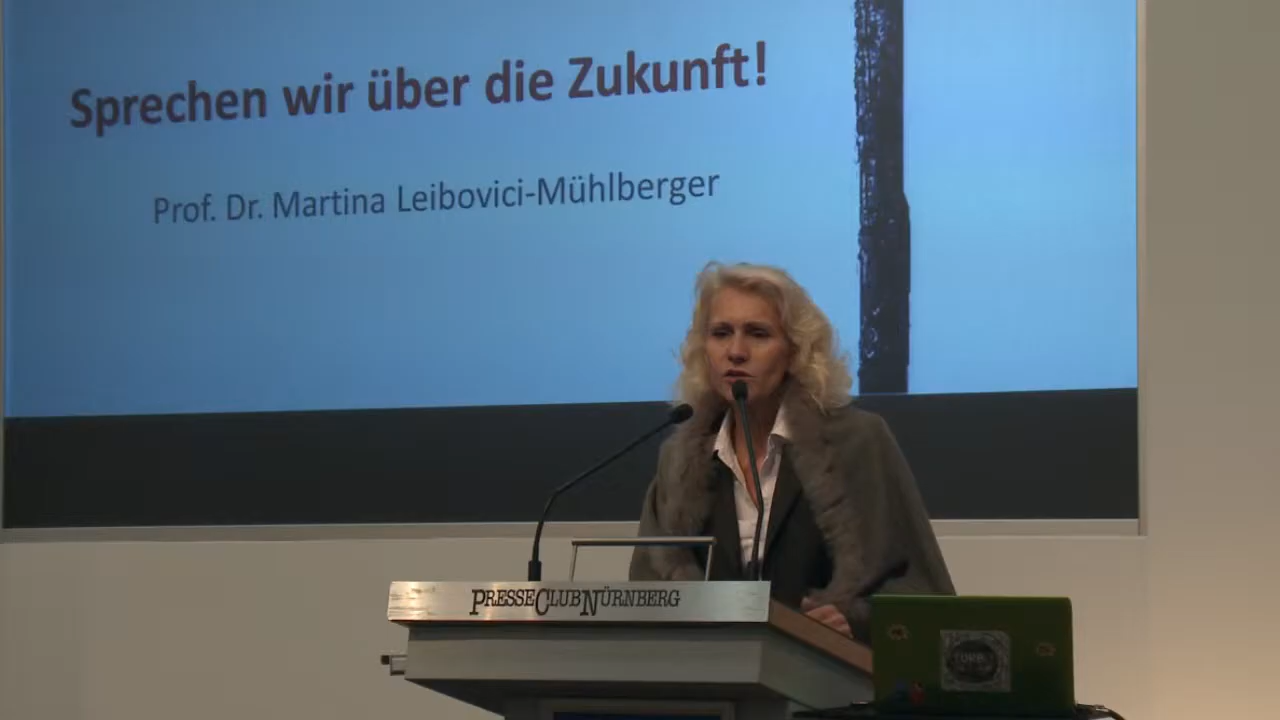 Sprechen wir über die Zukunft!
Prof. Dr. Martina Leibovici-Mühlberger
PRESSECLUBNÜRNBERG